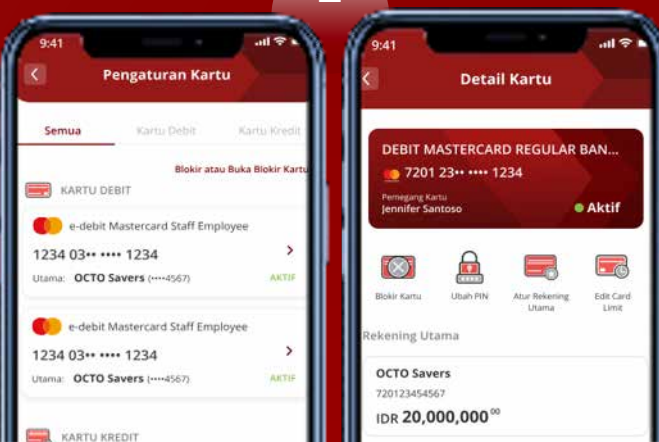 9:41
Pengaturan Kartu
Semua
Kartu Debit
Kartu Kredit
Blokir atau Buka Blokir Kartu
KARTU DEBIT
e-debit Mastercard Staff Employee
1234 03•• •••• 1234
Utama: OCTO Savers (••••4567)
AKTIF
e-debit Mastercard Staff Employee
1234 03•• •••• 1234
Utama: OCTO Savers (••••4567)
AKTIF
KARTU KREDIT
9:41
Detail Kartu
DEBIT MASTERCARD REGULAR BAN...
7201 23•• •••• 1234
Pemegang Kartu
Jennifer Santoso
Aktif
Blokir Kartu
Ubah PIN
Atur Rekening
Utama
Edit Card
Limit
Rekening Utama
OCTO Savers
720123454567
IDR 20,000,000⁰⁰